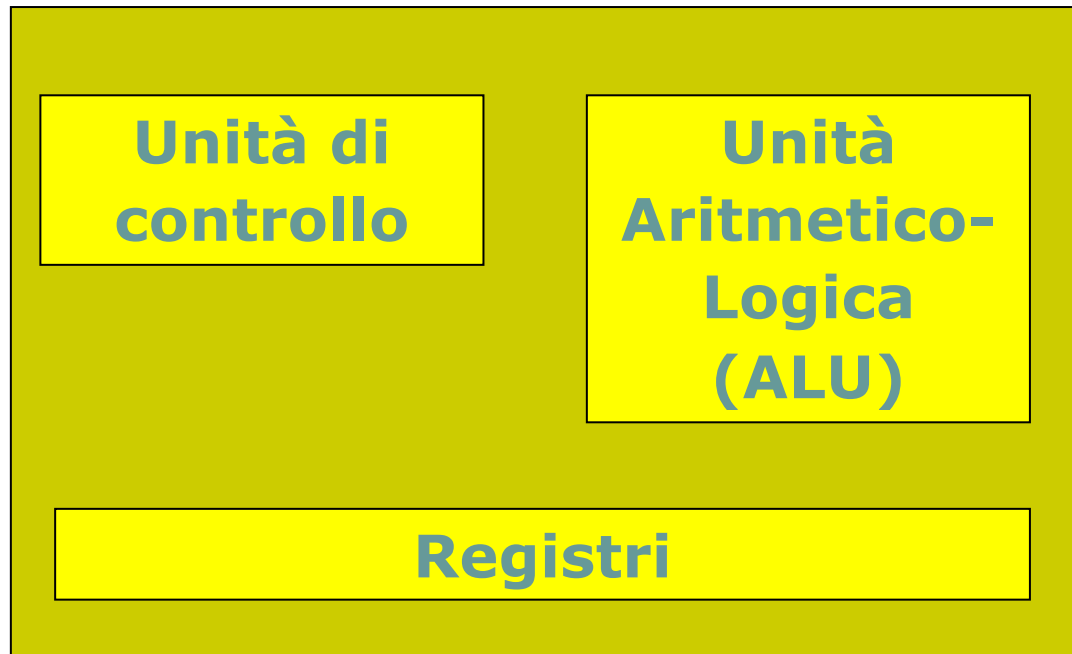 Unità di
controllo
Unità
Aritmetico-
Logica
(ALU)
Registri